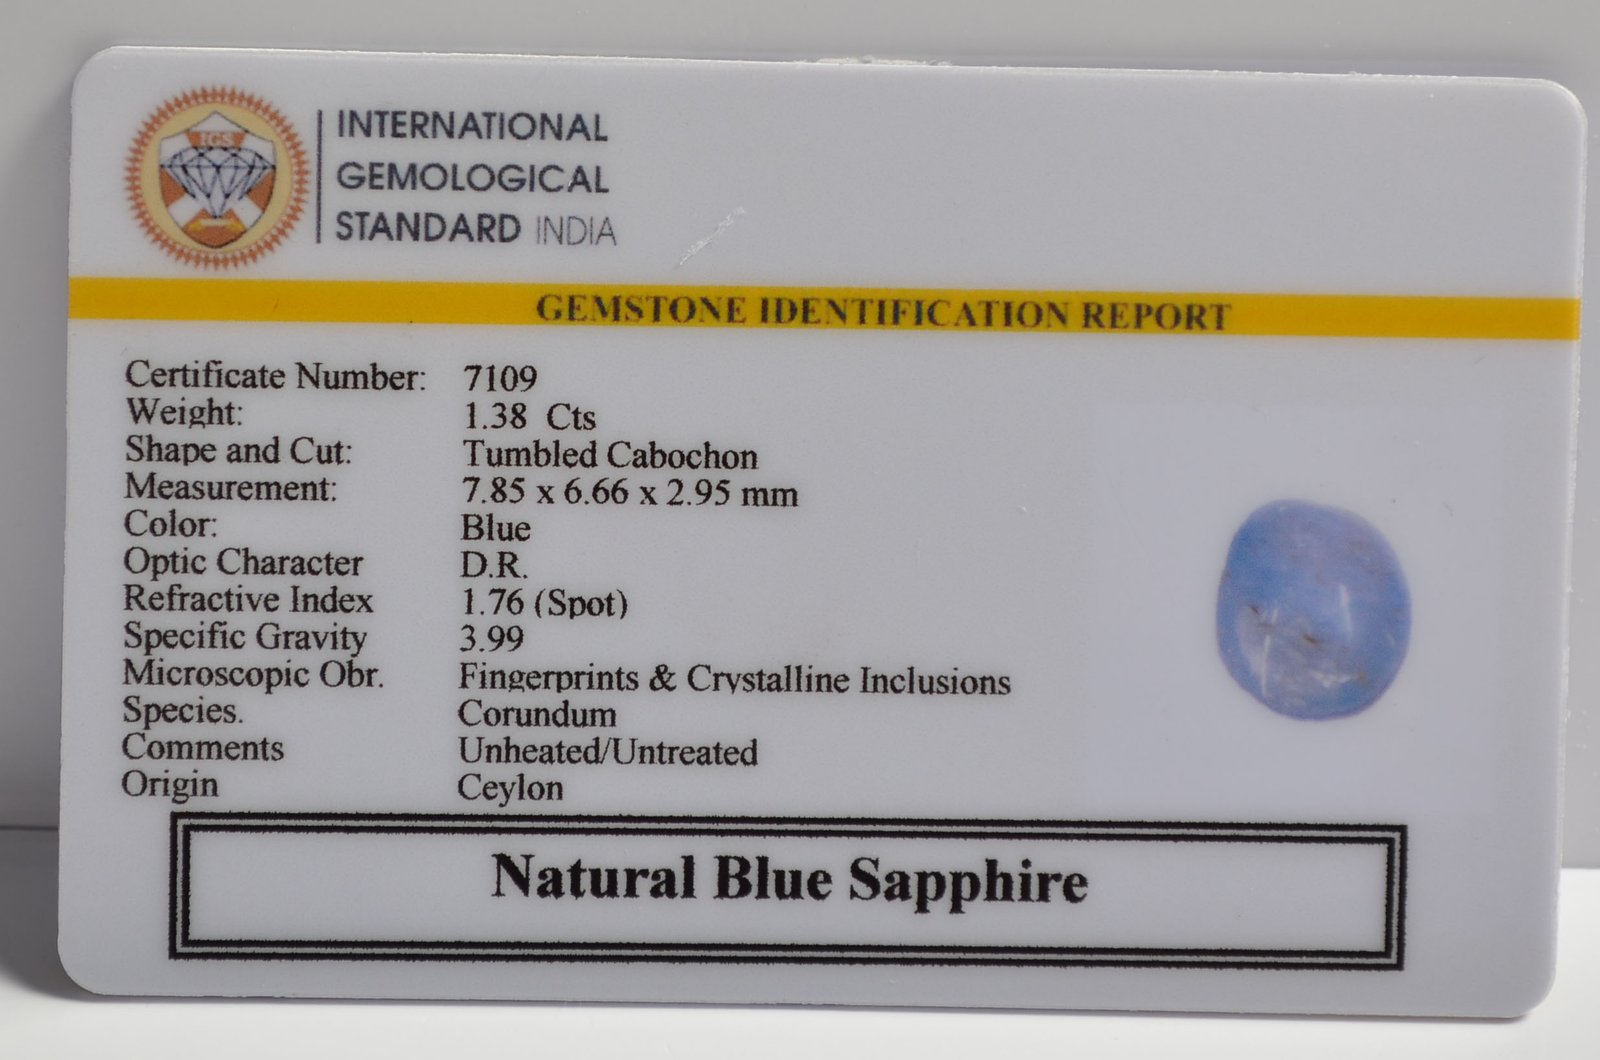 IGS
INTERNATIONAL
GEMOLOGICAL
STANDARD INDIA
GEMSTONE IDENTIFICATION REPORT
Certificate Number: 7109
Weight: 1.38 Cts
Shape and Cut: Tumbled Cabochon
Measurement: 7.85 x 6.66 x 2.95 mm
Color: Blue
Optic Character D.R.
Refractive Index 1.76 (Spot)
Specific Gravity 3.99
Microscopic Obr. Fingerprints & Crystalline Inclusions
Species. Corundum
Comments Unheated/Untreated
Origin Ceylon
Natural Blue Sapphire